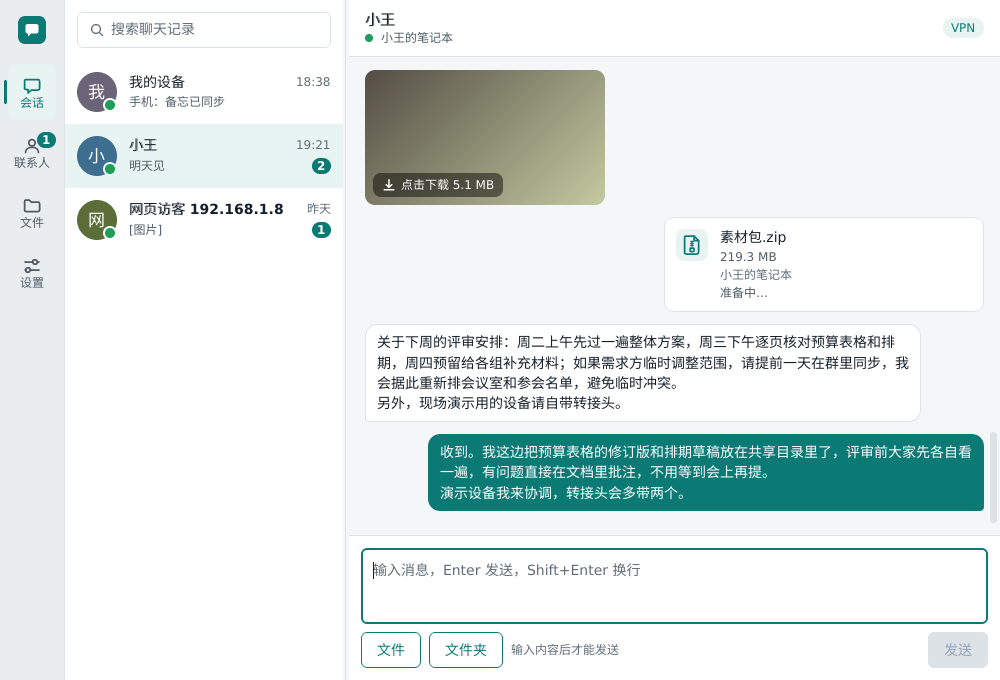 搜索聊天记录
会话
1
联系人
文件
设置
我
我的设备
18:38
手机：备忘已同步
小
小王
19:21
明天见
2
网
网页访客 192.168.1.8
昨天
[图片]
1
小王
小王的笔记本
VPN
点击下载 5.1 MB
素材包.zip
219.3 MB
小王的笔记本
准备中…
关于下周的评审安排：周二上午先过一遍整体方案，周三下午逐页核对预算表格和排
期，周四预留给各组补充材料；如果需求方临时调整范围，请提前一天在群里同步，我
会据此重新排会议室和参会名单，避免临时冲突。
另外，现场演示用的设备请自带转接头。
收到。我这边把预算表格的修订版和排期草稿放在共享目录里了，评审前大家先各自看
一遍，有问题直接在文档里批注，不用等到会上再提。
演示设备我来协调，转接头会多带两个。
输入消息，Enter 发送，Shift+Enter 换行
文件
文件夹
输入内容后才能发送
发送